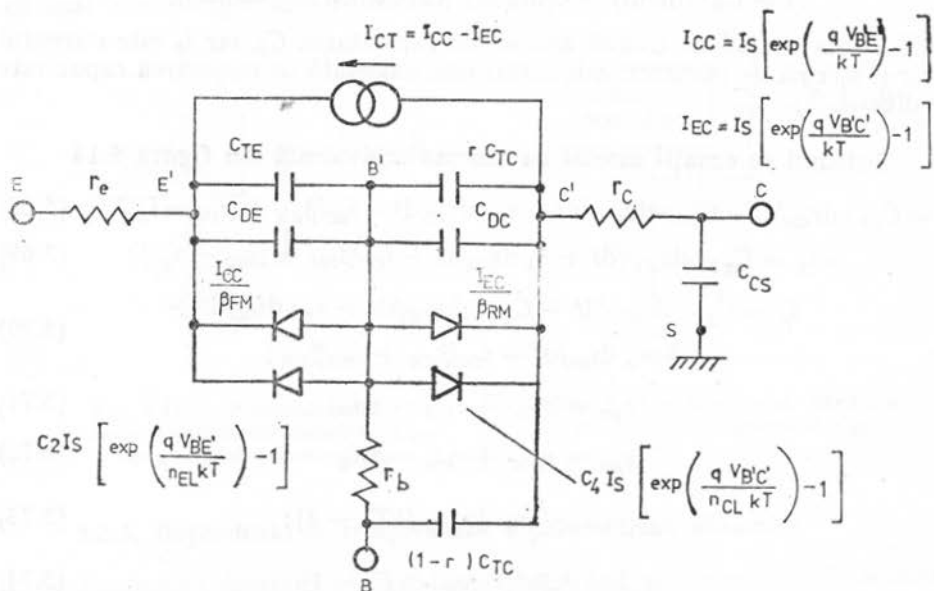 I_CT = I_CC - I_EC
I_CC = I_S [exp(q V_B'E' / kT) - 1]
I_EC = I_S [exp(q V_B'C' / kT) - 1]
C_TE
B'
r C_TC
E
r_e
E'
C'
r_C
C
C_DE
C_DC
C_CS
I_CC / β_FM
I_EC / β_RM
S
C2 I_S [exp(q V_B'E' / n_EL kT) - 1]
r_b
C_4 I_S [exp(q V_B'C' / n_CL kT) - 1]
(1-r) C_TC
B